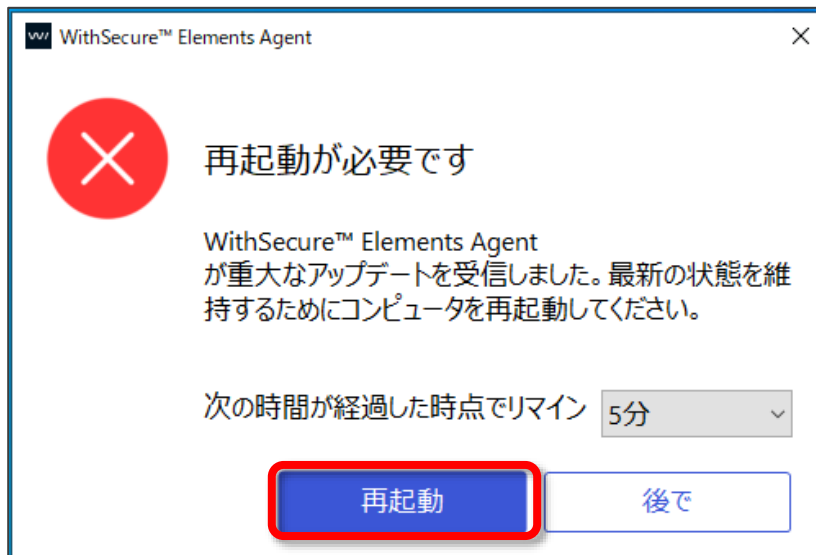 WithSecure™ Elements Agent
再起動が必要です
WithSecure™ Elements Agent
が重大なアップデートを受信しました。最新の状態を維
持するためにコンピュータを再起動してください。
次の時間が経過した時点でリマイン 5分
再起動 後で